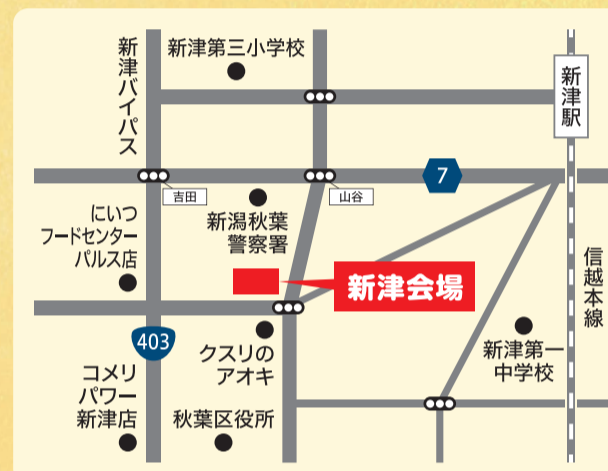 新津バイパス
新津第三小学校
新津駅
7
吉田
山谷
にいつ
フードセンター
パルス店
新潟秋葉
警察署
新津会場
信越本線
403
クスリの
アオキ
新津第一
中学校
コメリ
パワー
新津店
秋葉区役所